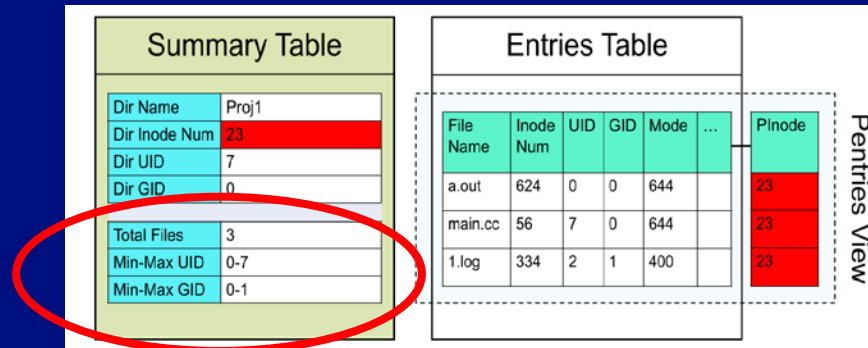 Summary Table
Dir Name Proj1
Dir Inode Num 23
Dir UID 7
Dir GID 0
Total Files 3
Min-Max UID 0-7
Min-Max GID 0-1
Entries Table
File Name Inode Num UID GID Mode ... PInode
a.out 624 0 0 644 23
main.cc 56 7 0 644 23
1.log 334 2 1 400 23
Pentries View